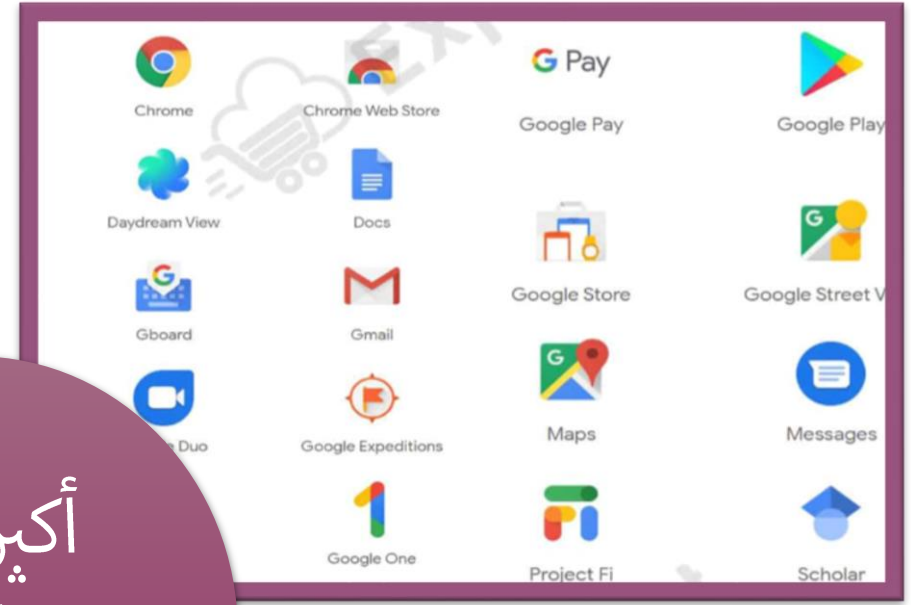 Chrome
Chrome Web Store
G Pay
Google Pay
Google Play
Daydream View
Docs
Google Store
G
Google Street V
G
Gboard
Gmail
G
Maps
Messages
Duo
Google Expeditions
Google One
Project Fi
Scholar
EXP